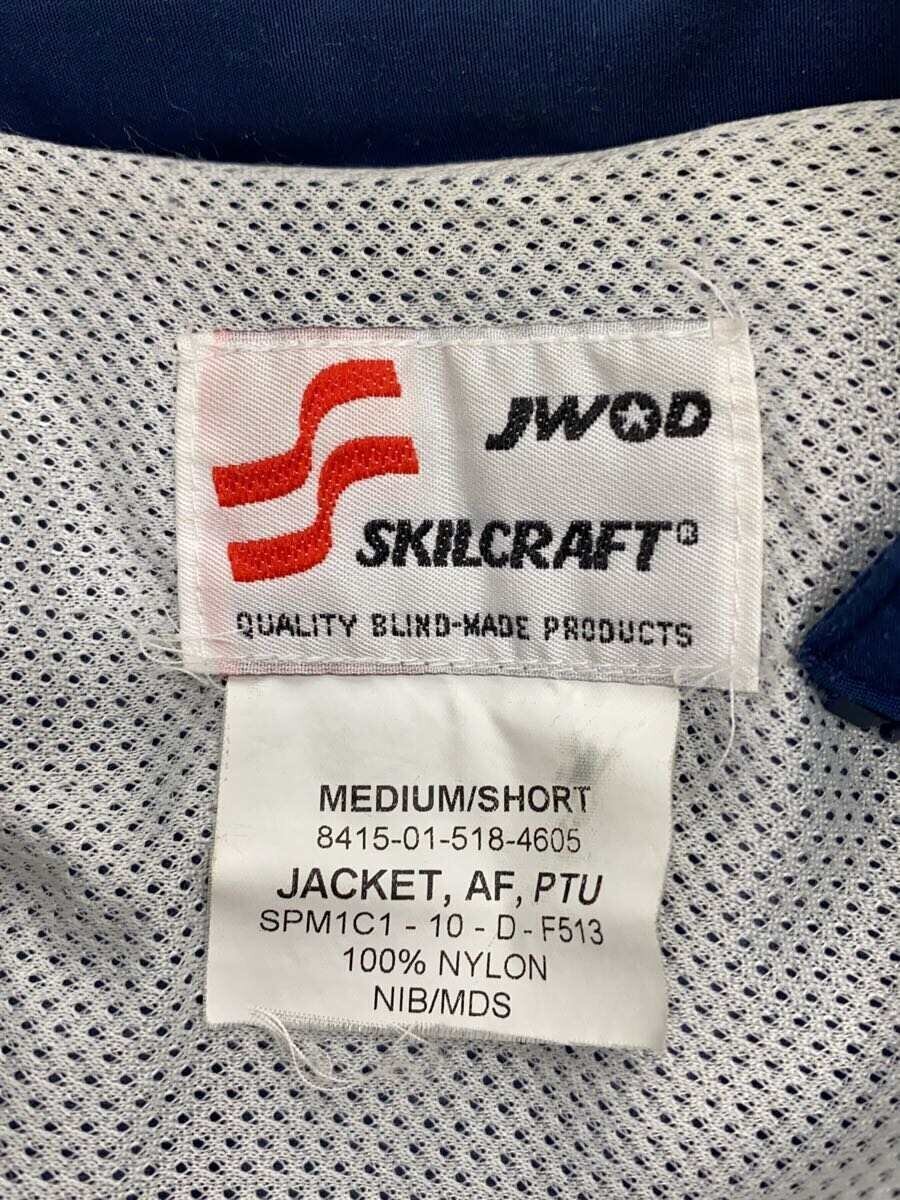 JWOD
SKILCRAFT®
QUALITY BLIND-MADE PRODUCTS
MEDIUM/SHORT
8415-01-518-4605
JACKET, AF, PTU
SPM1C1 - 10 - D - F513
100% NYLON
NIB/MDS